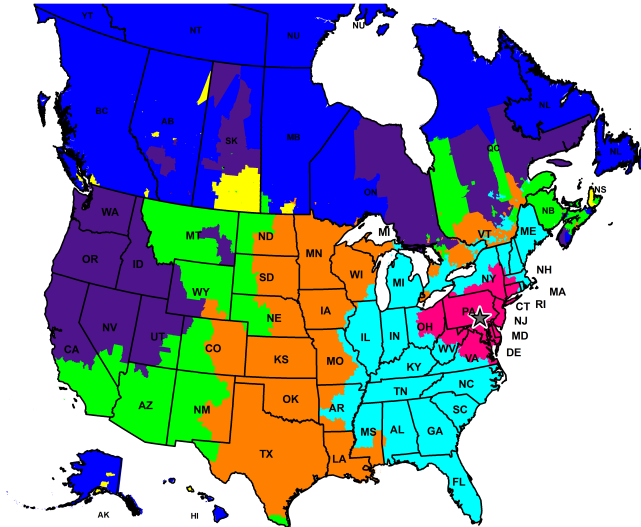 YT
NT
NU
NU
BC
AB
SK
MB
ON
QC
NL
NL
NB
NS
WA
MT
ND
MN
MI
VT
ME
OR
ID
SD
WI
MI
NY
NH
MA
WY
IA
PA
CT
RI
NJ
NE
OH
NV
UT
IL
IN
MD
CA
CO
KS
MO
WV
VA
DE
KY
NC
TN
AZ
NM
OK
AR
SC
MS
AL
GA
TX
LA
FL
AK
HI